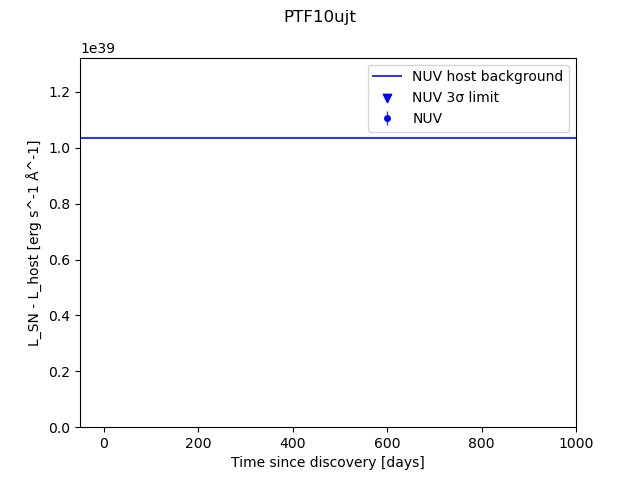 PTF10ujt
1e39
NUV host background
NUV 3σ limit
NUV
1.2
1.0
0.8
0.6
0.4
0.2
0.0
L_SN - L_host [erg s^-1 Å^-1]
0 200 400 600 800 1000
Time since discovery [days]